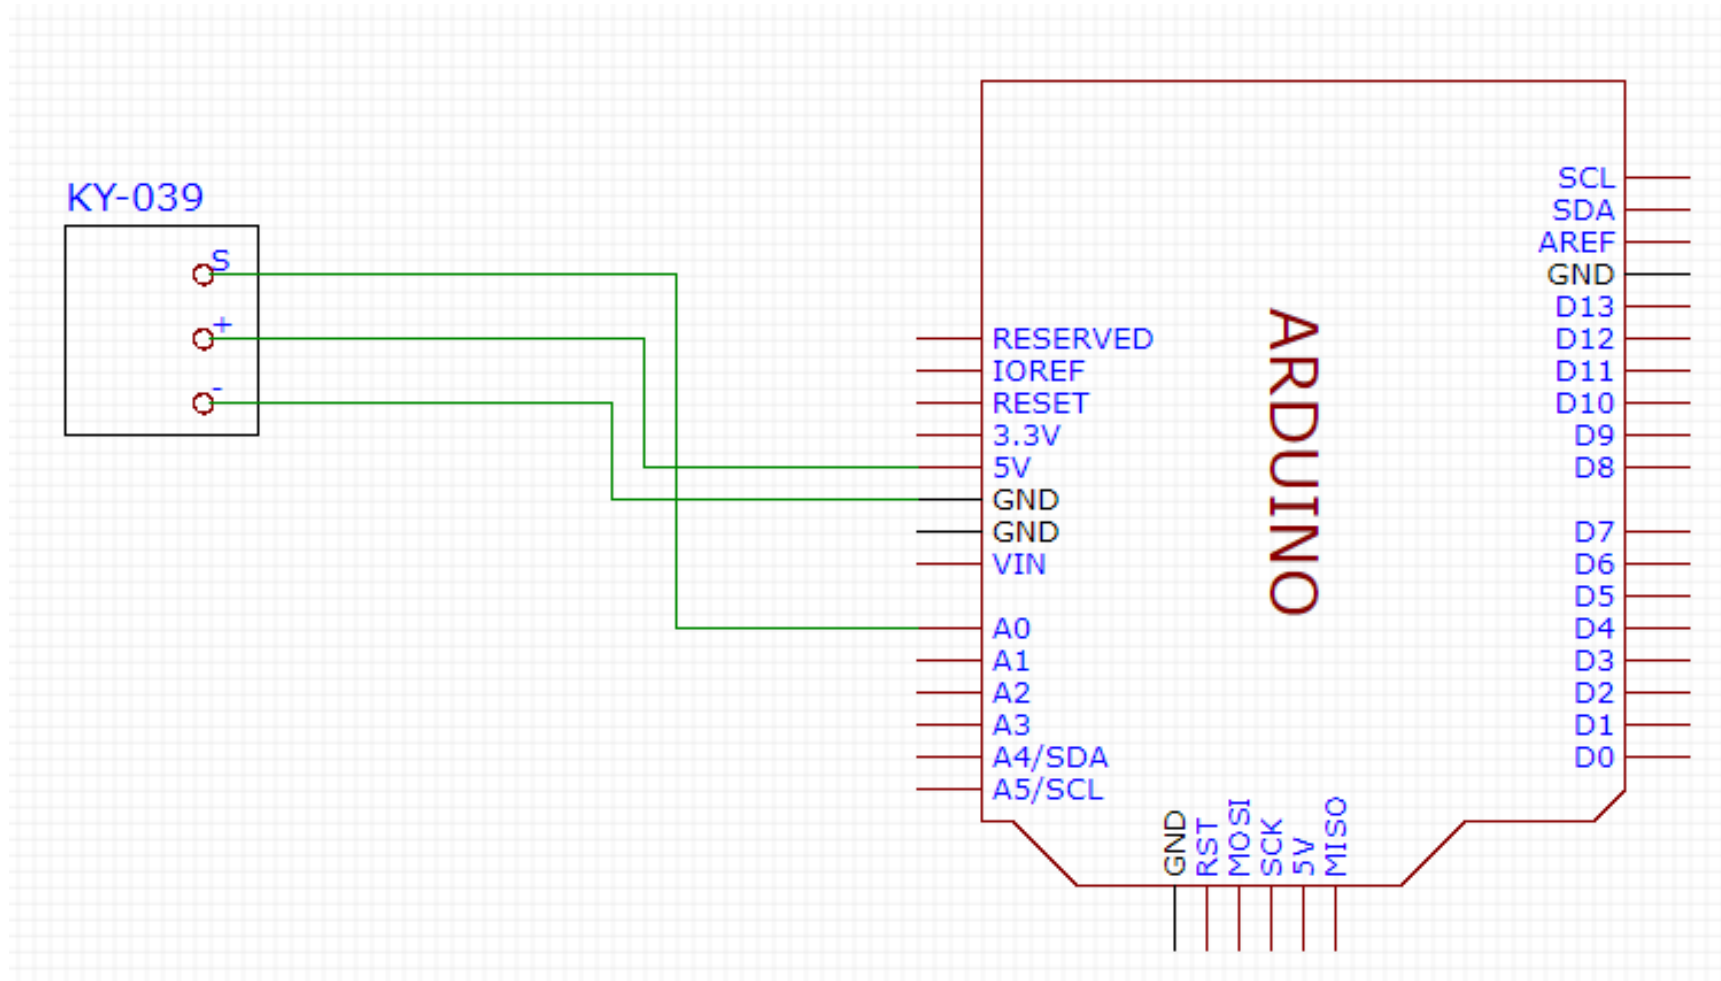 KY-039
S
+
-
ARDUINO
RESERVED
IOREF
RESET
3.3V
5V
GND
GND
VIN
A0
A1
A2
A3
A4/SDA
A5/SCL
SCL
SDA
AREF
GND
D13
D12
D11
D10
D9
D8
D7
D6
D5
D4
D3
D2
D1
D0
GND
RST
MOSI
SCK
5V
MISO